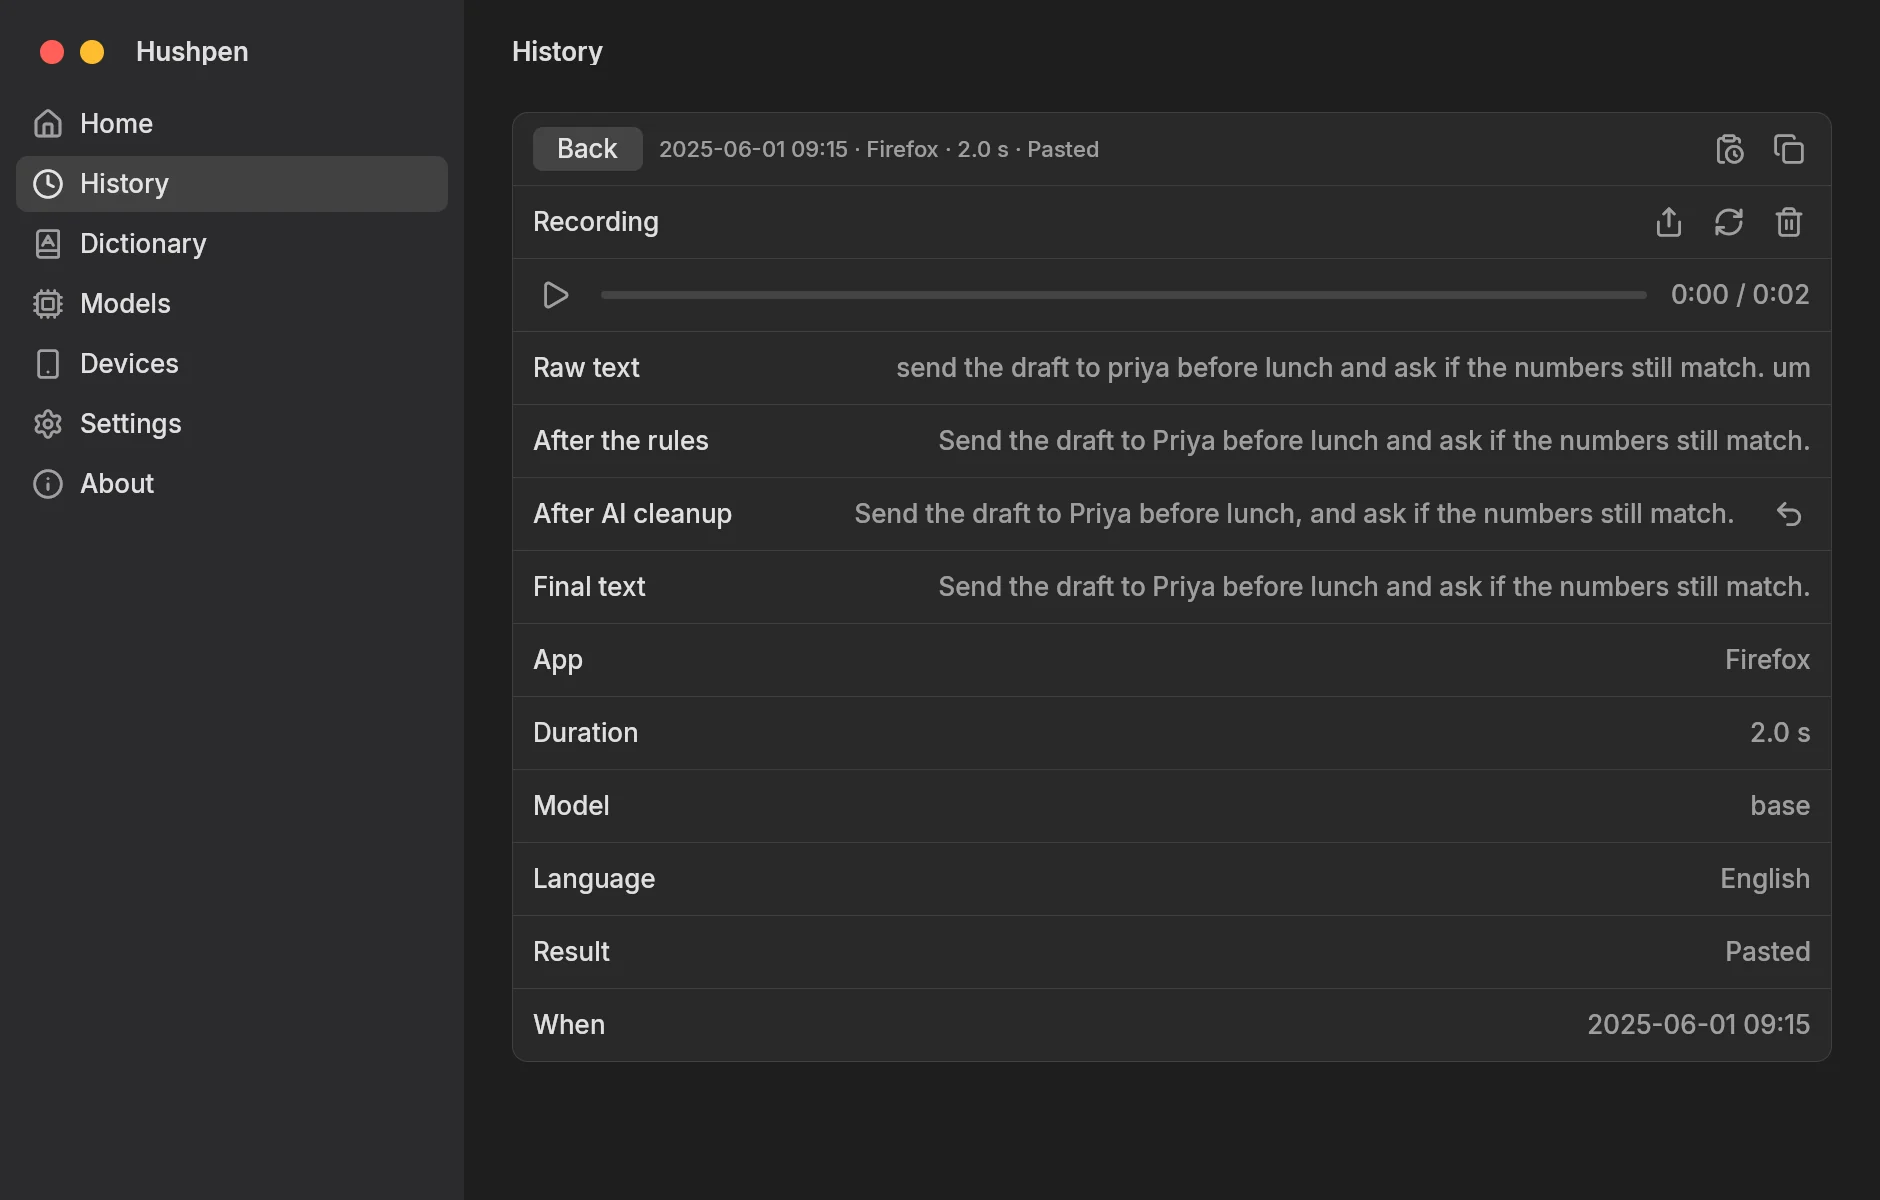 Hushpen
Home
History
Dictionary
Models
Devices
Settings
About
History
Back 2025-06-01 09:15 · Firefox · 2.0 s · Pasted
Recording
0:00 / 0:02
Raw text send the draft to priya before lunch and ask if the numbers still match. um
After the rules Send the draft to Priya before lunch and ask if the numbers still match.
After AI cleanup Send the draft to Priya before lunch, and ask if the numbers still match.
Final text Send the draft to Priya before lunch and ask if the numbers still match.
App Firefox
Duration 2.0 s
Model base
Language English
Result Pasted
When 2025-06-01 09:15